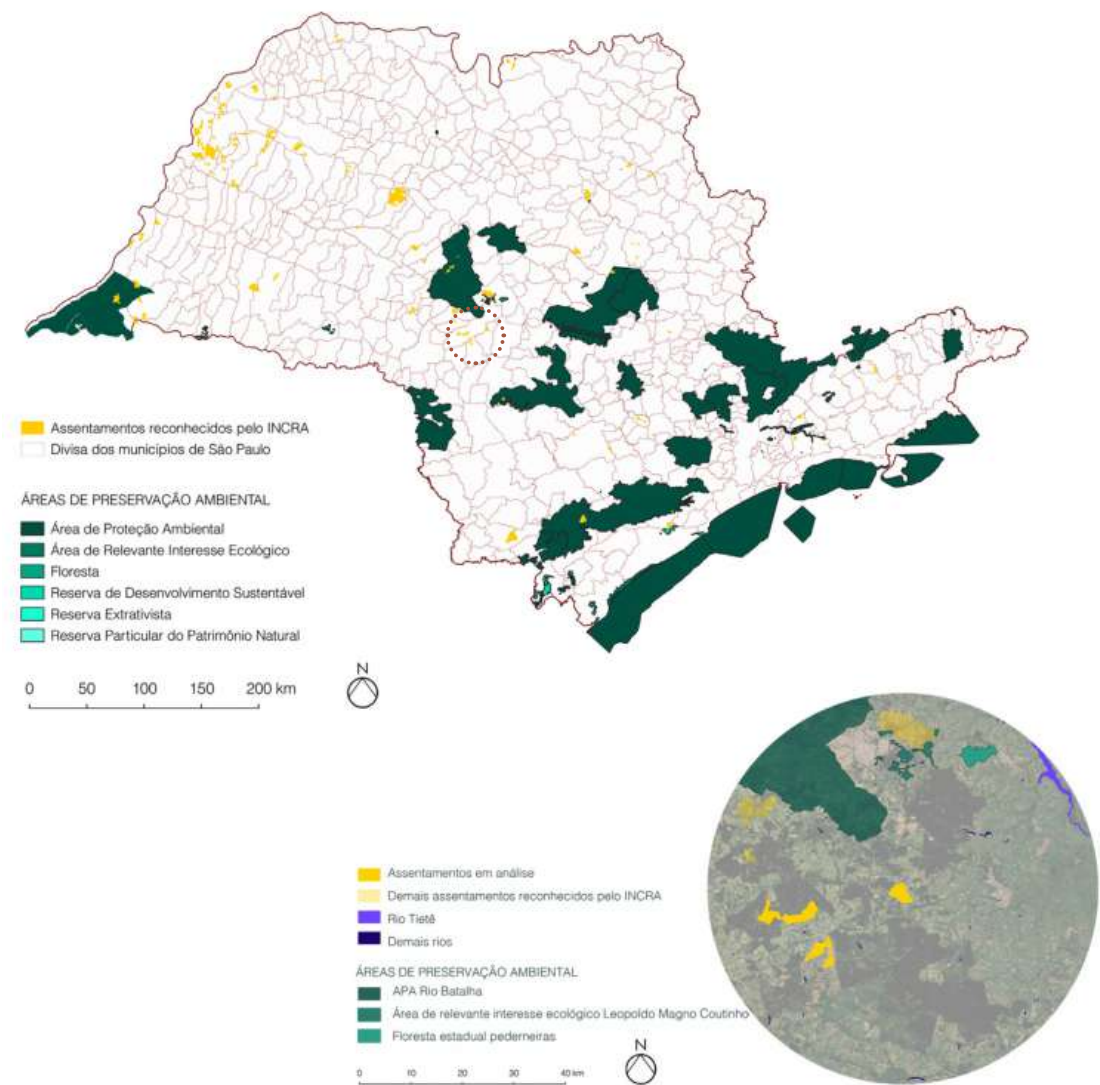 Assentamentos reconhecidos pelo INCRA
Divisa dos municípios de São Paulo
ÁREAS DE PRESERVAÇÃO AMBIENTAL
Área de Proteção Ambiental
Área de Relevante Interesse Ecológico
Floresta
Reserva de Desenvolvimento Sustentável
Reserva Extrativista
Reserva Particular do Patrimônio Natural
N
0 50 100 150 200 km
Assentamentos em análise
Demais assentamentos reconhecidos pelo INCRA
Rio Tietê
Demais rios
ÁREAS DE PRESERVAÇÃO AMBIENTAL
APA Rio Batalha
Área de relevante interesse ecológico Leopoldo Magno Coutinho
Floresta estadual pederneiras
N
0 10 20 30 40 km